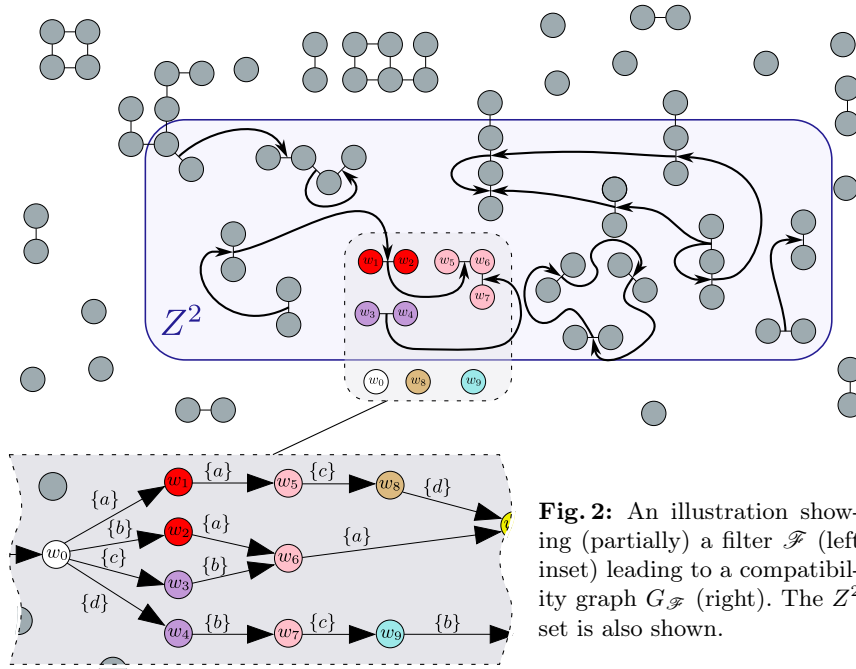 w₁ w₂ w₅ w₆
w₇
w₃ w₄
Z²
w₀ w₈ w₉
{a} w₁ {a} w₅ {c} w₈ {d}
w₀ {b} w₂ {a} w₆ {a}
{c} w₃ {b}
{d} w₄ {b} w₇ {c} w₉ {b}
Fig. 2: An illustration show-
ing (partially) a filter ℱ (left
inset) leading to a compatibil-
ity graph G_ℱ (right). The Z²
set is also shown.